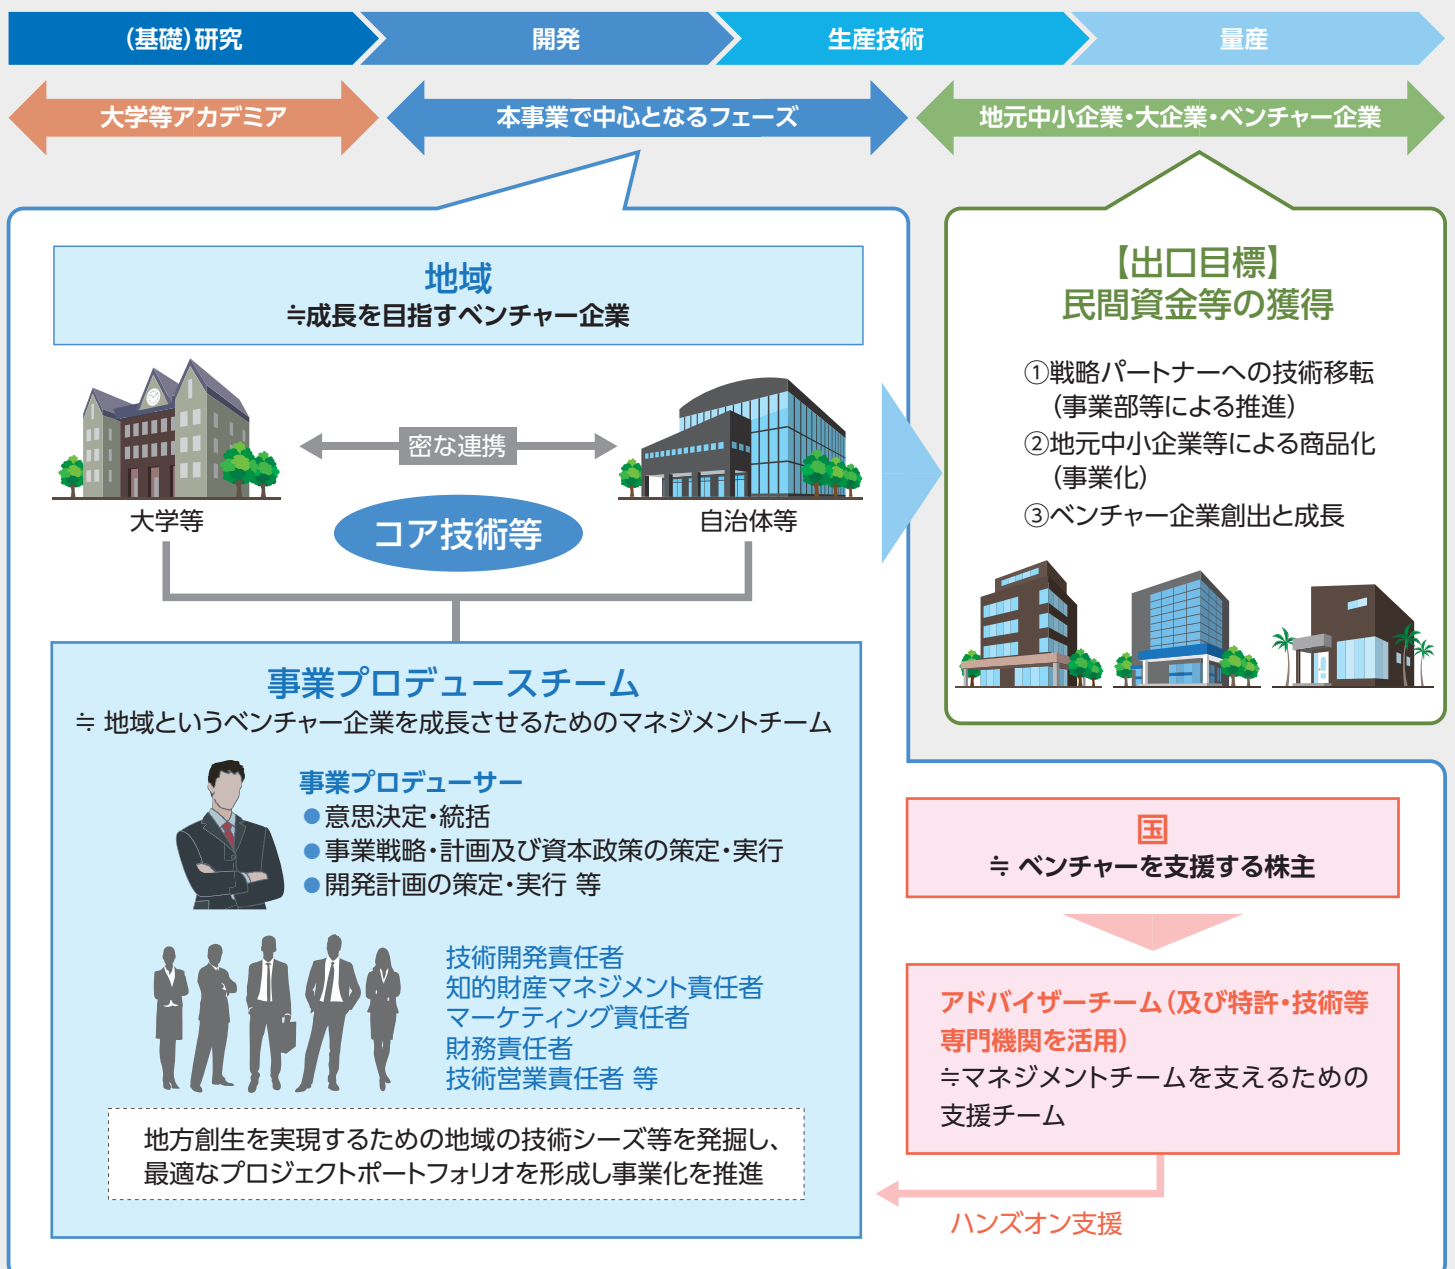 (基礎)研究
開発
生産技術
量産
大学等アカデミア
本事業で中心となるフェーズ
地元中小企業・大企業・ベンチャー企業
地域
≒成長を目指すベンチャー企業
密な連携
大学等
コア技術等
自治体等
【出口目標】
民間資金等の獲得
①戦略パートナーへの技術移転
(事業部等による推進)
②地元中小企業等による商品化
(事業化)
③ベンチャー企業創出と成長
事業プロデュースチーム
≒ 地域というベンチャー企業を成長させるためのマネジメントチーム
事業プロデューサー
●意思決定・統括
●事業戦略・計画及び資本政策の策定・実行
●開発計画の策定・実行 等
技術開発責任者
知的財産マネジメント責任者
マーケティング責任者
財務責任者
技術営業責任者 等
地方創生を実現するための地域の技術シーズ等を発掘し、
最適なプロジェクトポートフォリオを形成し事業化を推進
国
≒ ベンチャーを支援する株主
アドバイザーチーム(及び特許・技術等
専門機関を活用)
≒マネジメントチームを支えるための
支援チーム
ハンズオン支援